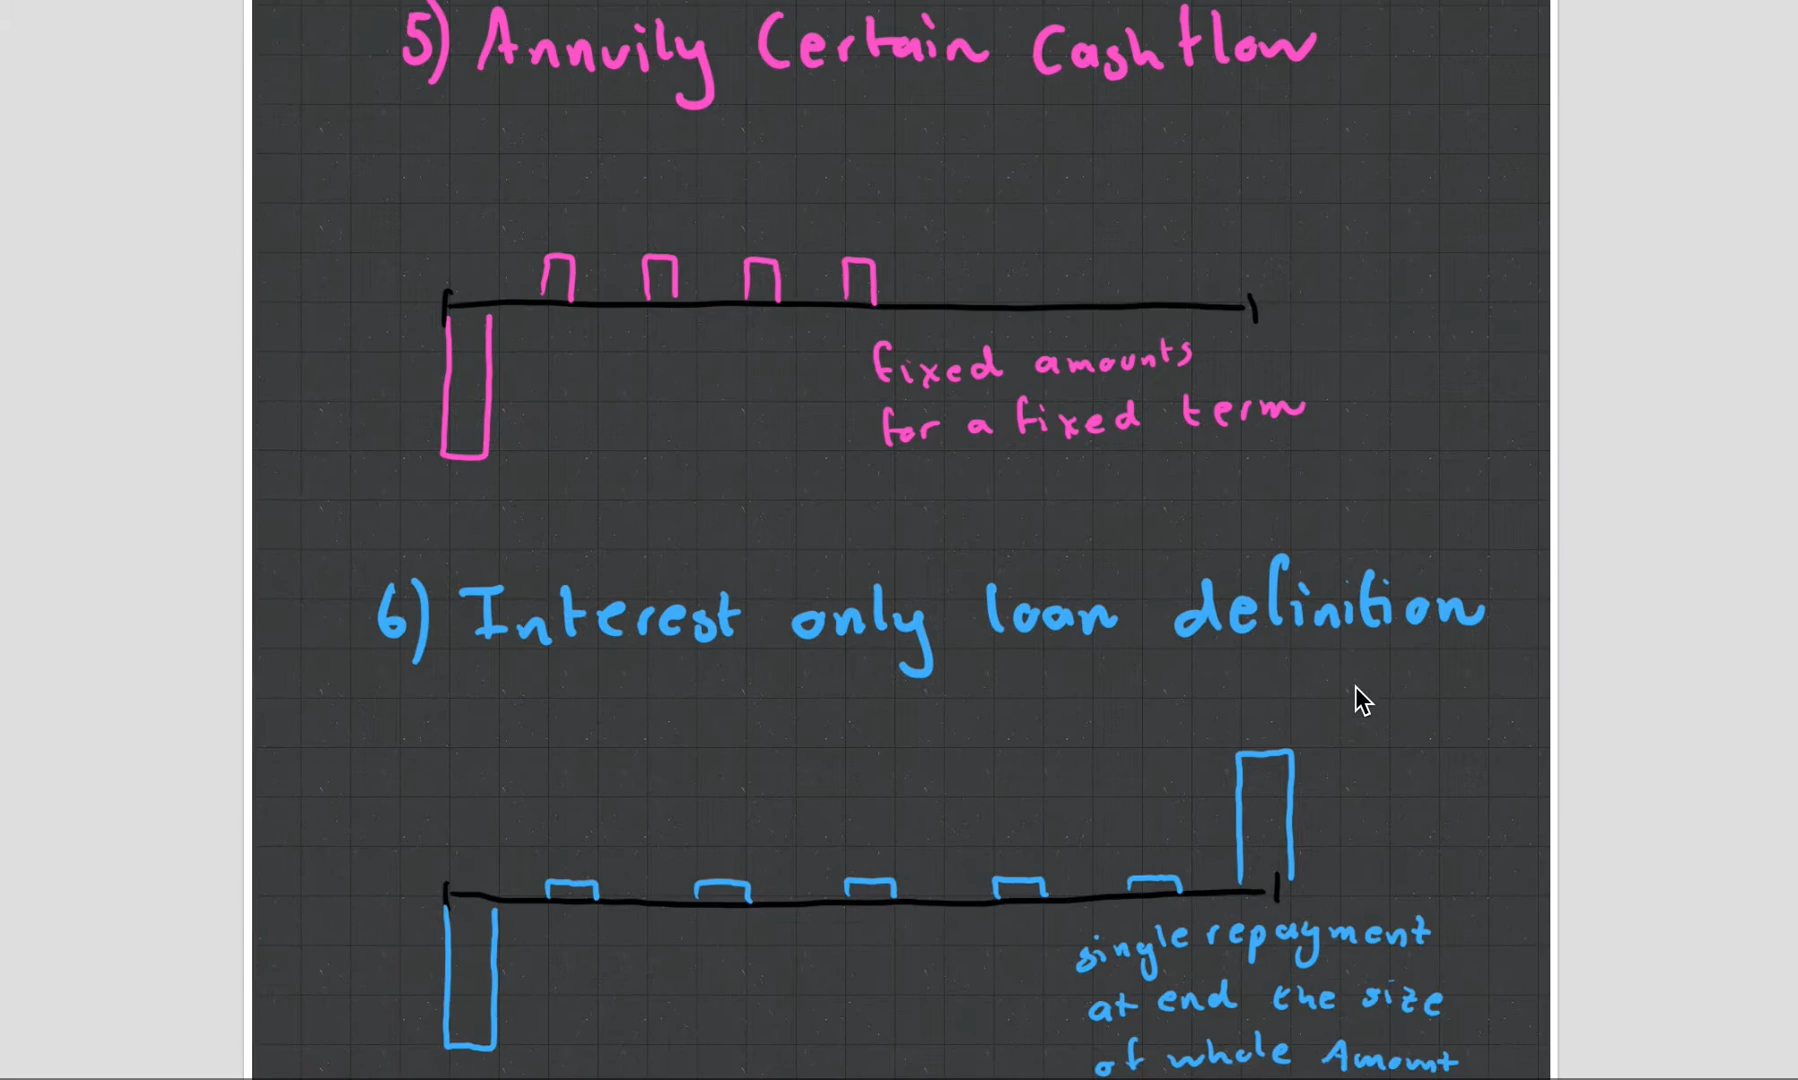 5) Annuily Certain Cashflow
fixed amounts
for a fixed term
6) Interest only loan definition
single repayment
at end the size
of whole Amount